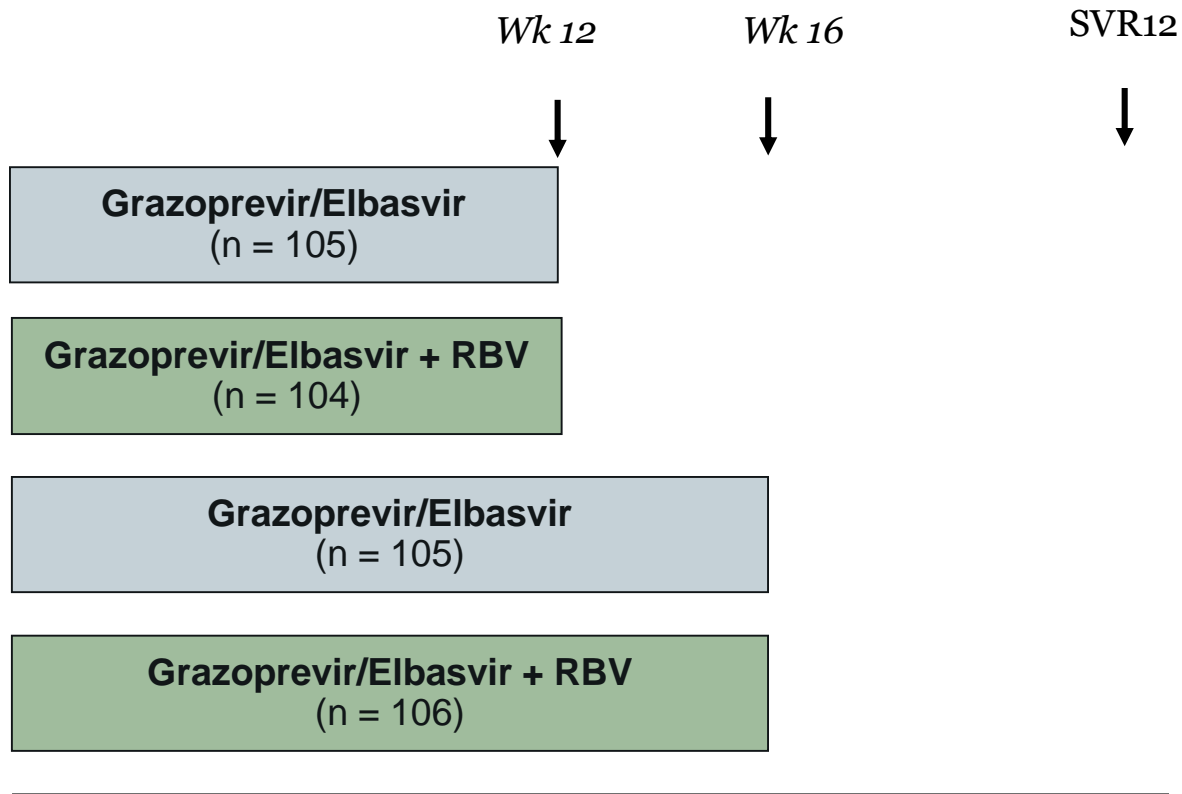 Wk 12 Wk 16 SVR12
Grazoprevir/Elbasvir
(n = 105)
Grazoprevir/Elbasvir + RBV
(n = 104)
Grazoprevir/Elbasvir
(n = 105)
Grazoprevir/Elbasvir + RBV
(n = 106)